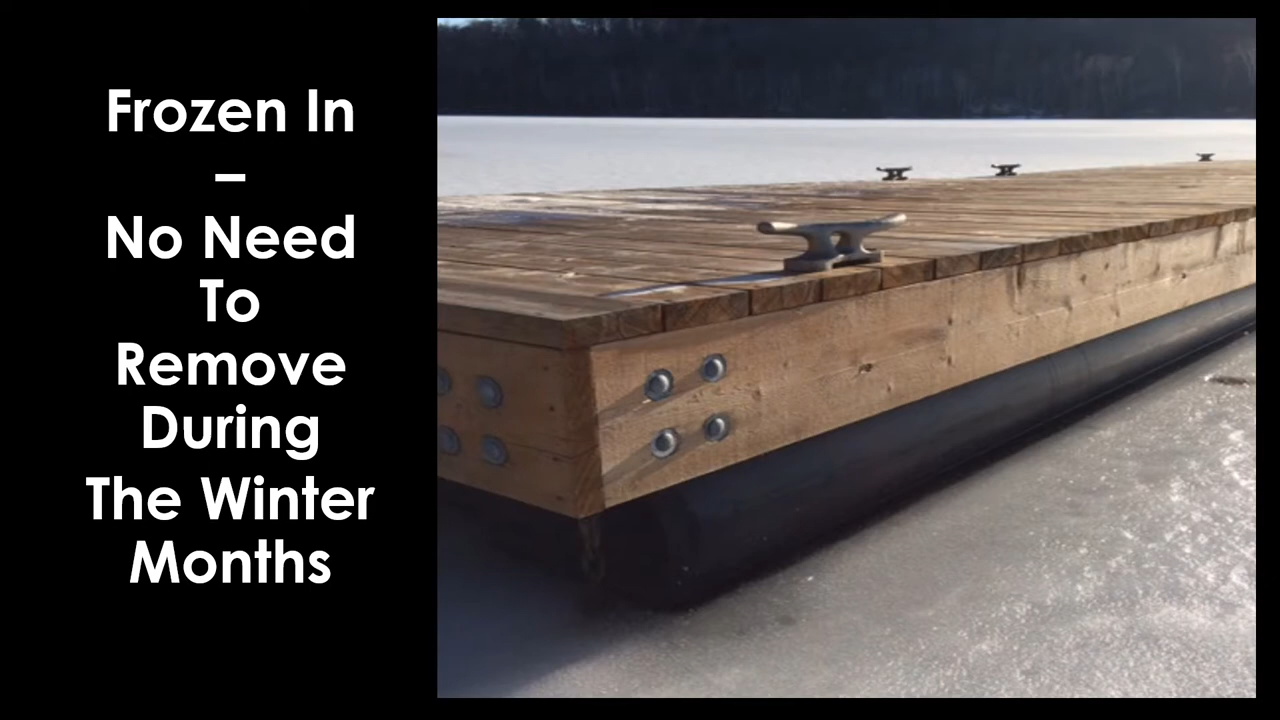 Frozen In
–
No Need
To
Remove
During
The Winter
Months